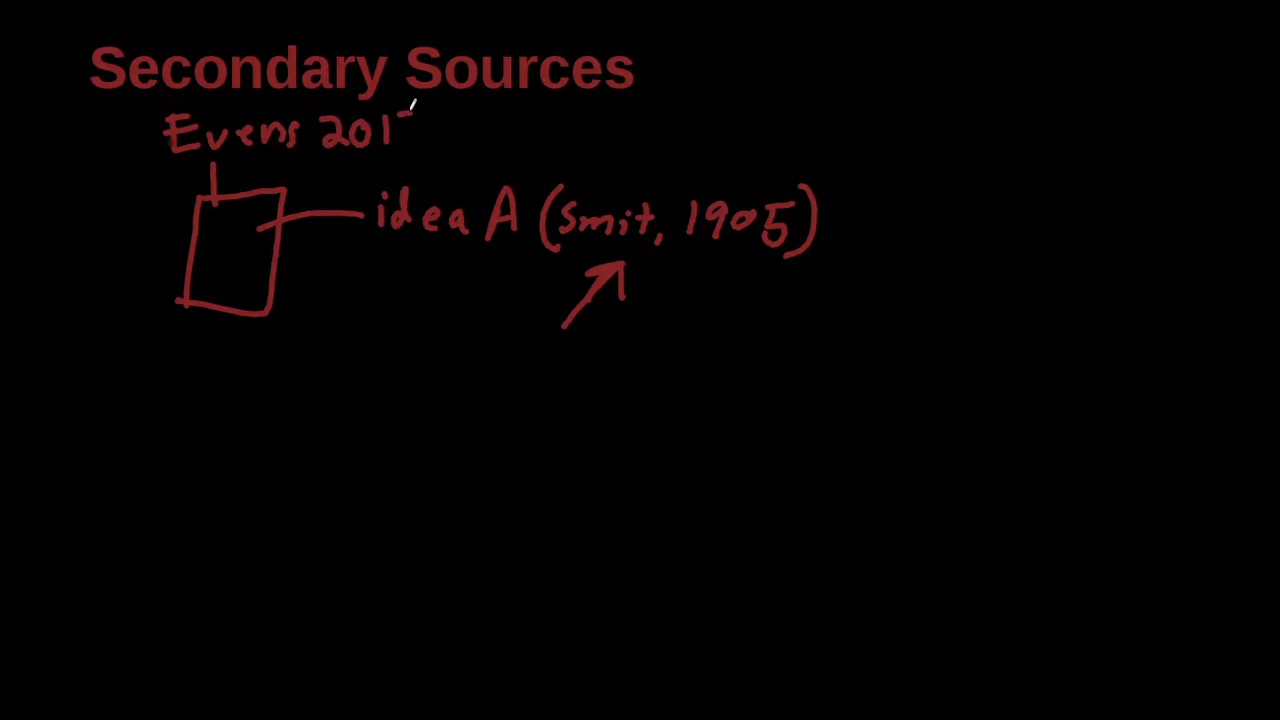 Secondary Sources
Evens 201
idea A (Smit, 1905)